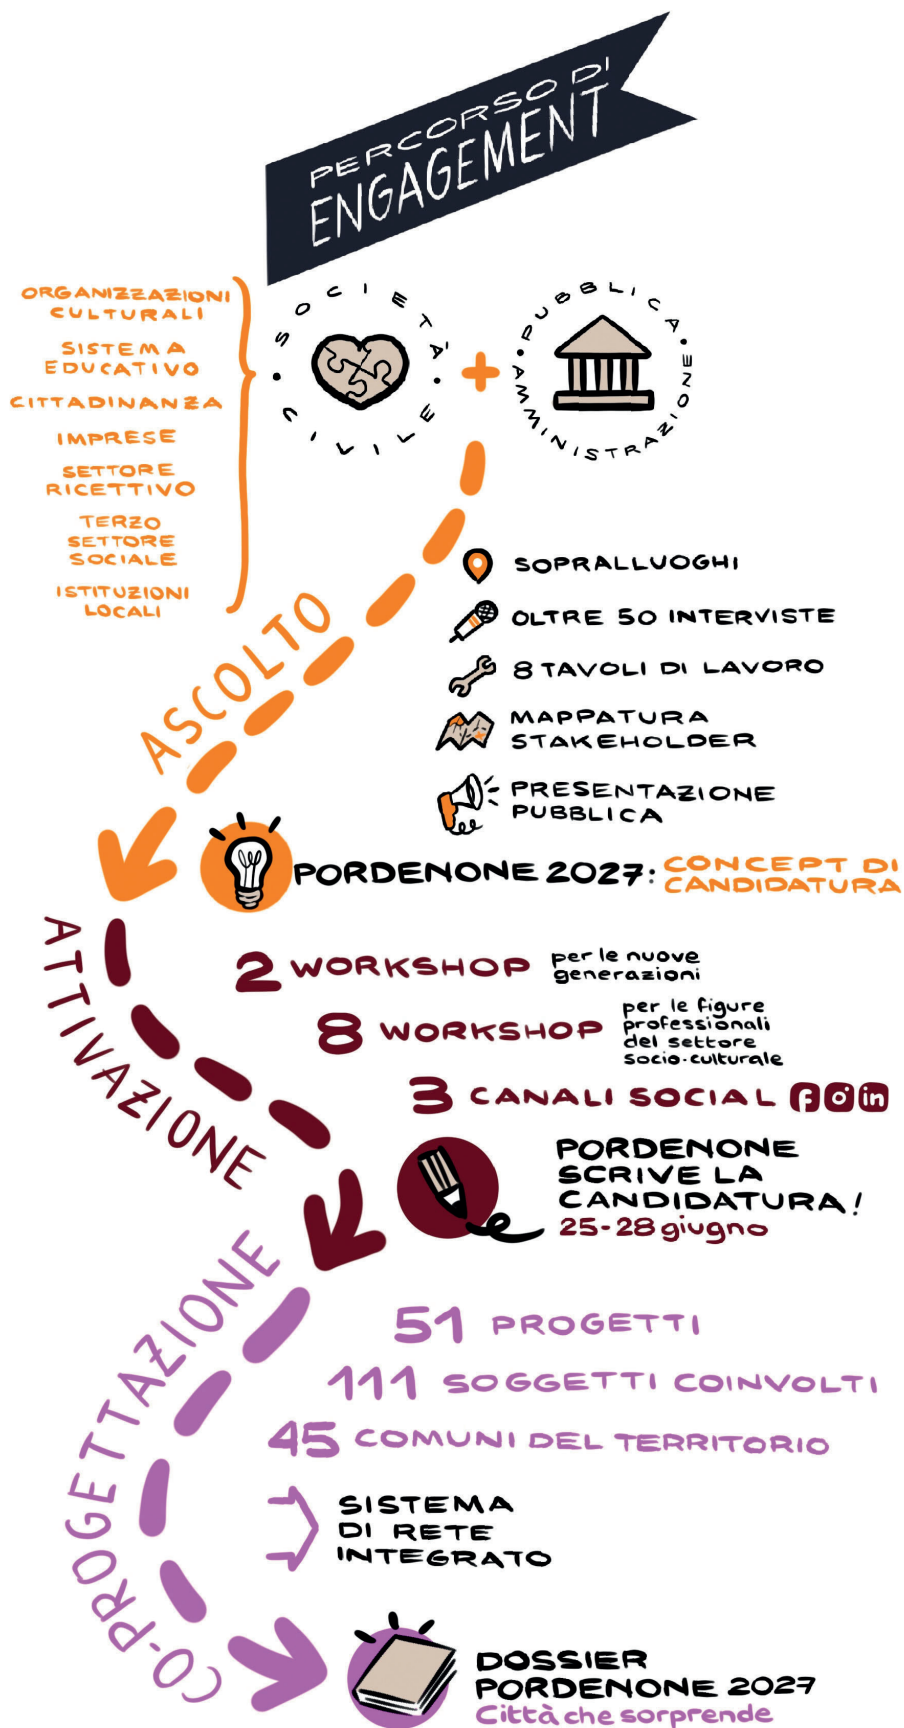 PERCORSO DI
ENGAGEMENT
ORGANIZZAZIONI
CULTURALI
SISTEMA
EDUCATIVO
CITTADINANZA
IMPRESE
SETTORE
RICETTIVO
TERZO
SETTORE
SOCIALE
ISTITUZIONI
LOCALI
• SOCIETÀ • CIVILE
+
• PUBBLICA • AMMINISTRAZIONE
ASCOLTO
SOPRALLUOGHI
OLTRE 50 INTERVISTE
8 TAVOLI DI LAVORO
MAPPATURA
STAKEHOLDER
PRESENTAZIONE
PUBBLICA
PORDENONE 2027: CONCEPT DI
CANDIDATURA
ATTIVAZIONE
2 WORKSHOP per le nuove
generazioni
8 WORKSHOP per le figure
professionali
del settore
socio-culturale
3 CANALI SOCIAL f in
PORDENONE
SCRIVE LA
CANDIDATURA!
25-28 giugno
CO-PROGETTAZIONE
51 PROGETTI
111 SOGGETTI COINVOLTI
45 COMUNI DEL TERRITORIO
SISTEMA
DI RETE
INTEGRATO
DOSSIER
PORDENONE 2027
Città che sorprende